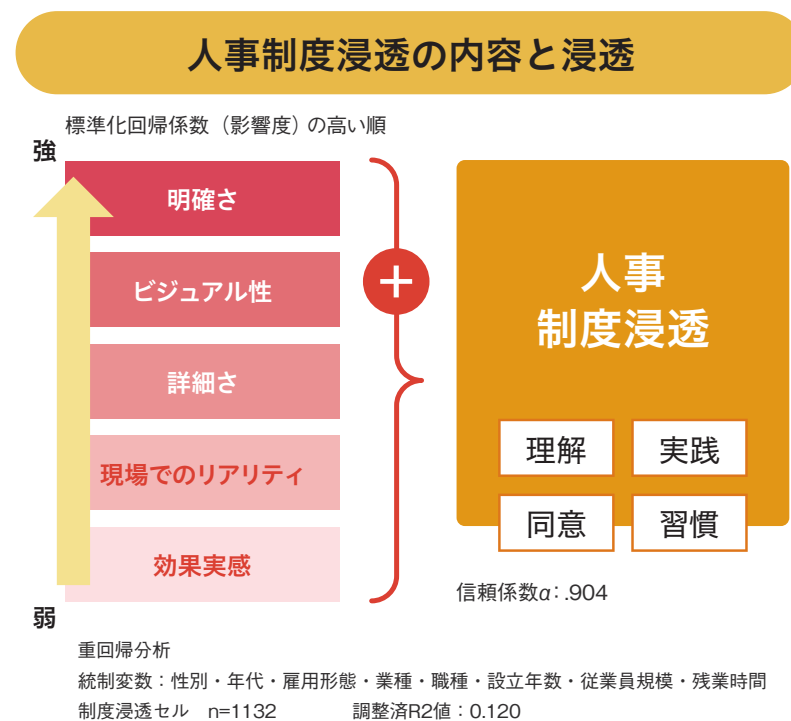 人事制度浸透の内容と浸透
標準化回帰係数（影響度）の高い順
強
明確さ
ビジュアル性
詳細さ
現場でのリアリティ
効果実感
弱
+
人事
制度浸透
理解
実践
同意
習慣
信頼係数α：.904
重回帰分析
統制変数：性別・年代・雇用形態・業種・職種・設立年数・従業員規模・残業時間
制度浸透セル　n=1132　　　調整済R2値：0.120